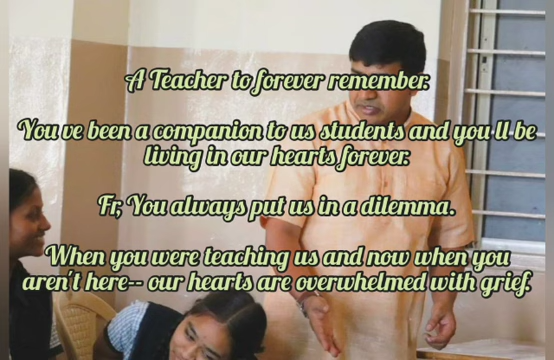 A Teacher to forever remember.
You ve been a companion to us students and you ll be
living in our hearts forever.
Fr, You always put us in a dilemma.
When you were teaching us and now when you
aren't here-- our hearts are overwhelmed with grief.